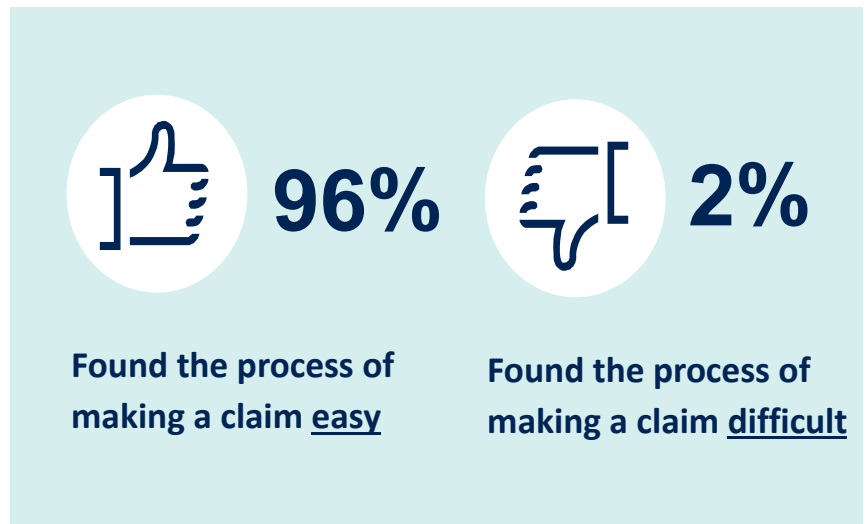 96%
Found the process of
making a claim easy
2%
Found the process of
making a claim difficult